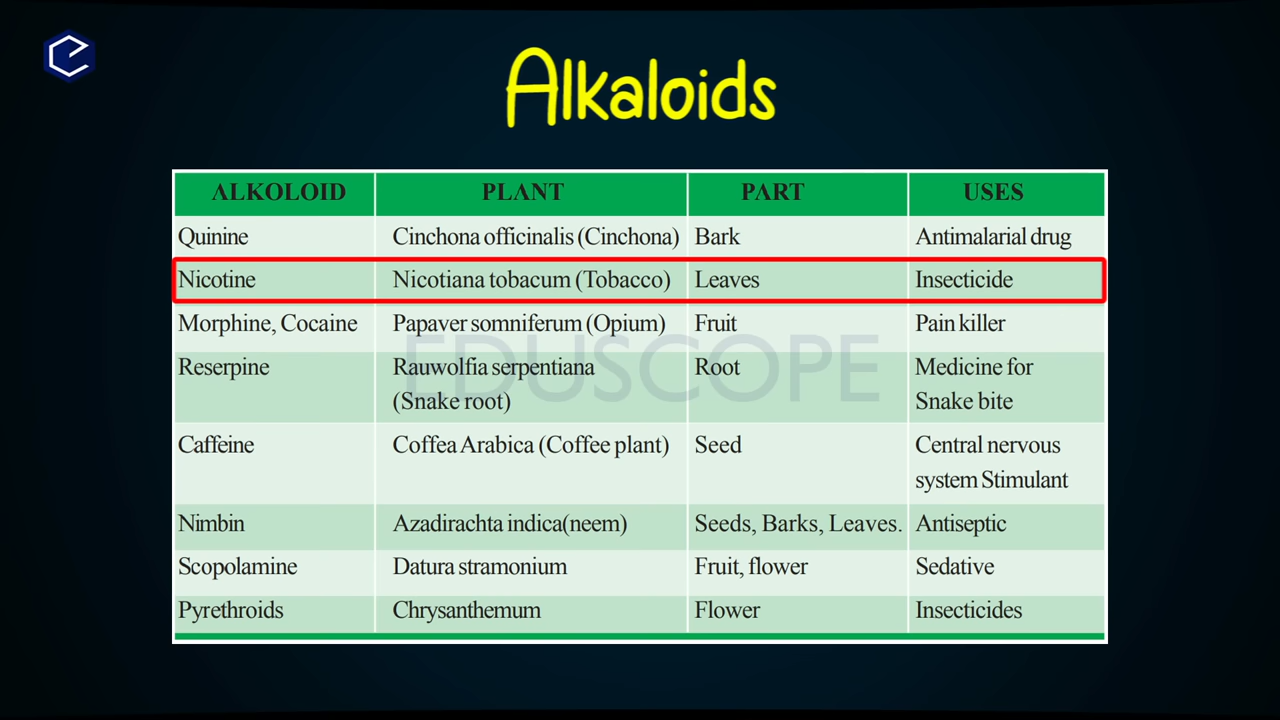 Alkaloids
ALKOLOID PLANT PART USES
Quinine Cinchona officinalis (Cinchona) Bark Antimalarial drug
Nicotine Nicotiana tobacum (Tobacco) Leaves Insecticide
Morphine, Cocaine Papaver somniferum (Opium) Fruit Pain killer
EDUSCOPE
Reserpine Rauwolfia serpentiana Root Medicine for
(Snake root) Snake bite
Caffeine Coffea Arabica (Coffee plant) Seed Central nervous
system Stimulant
Nimbin Azadirachta indica(neem) Seeds, Barks, Leaves. Antiseptic
Scopolamine Datura stramonium Fruit, flower Sedative
Pyrethroids Chrysanthemum Flower Insecticides